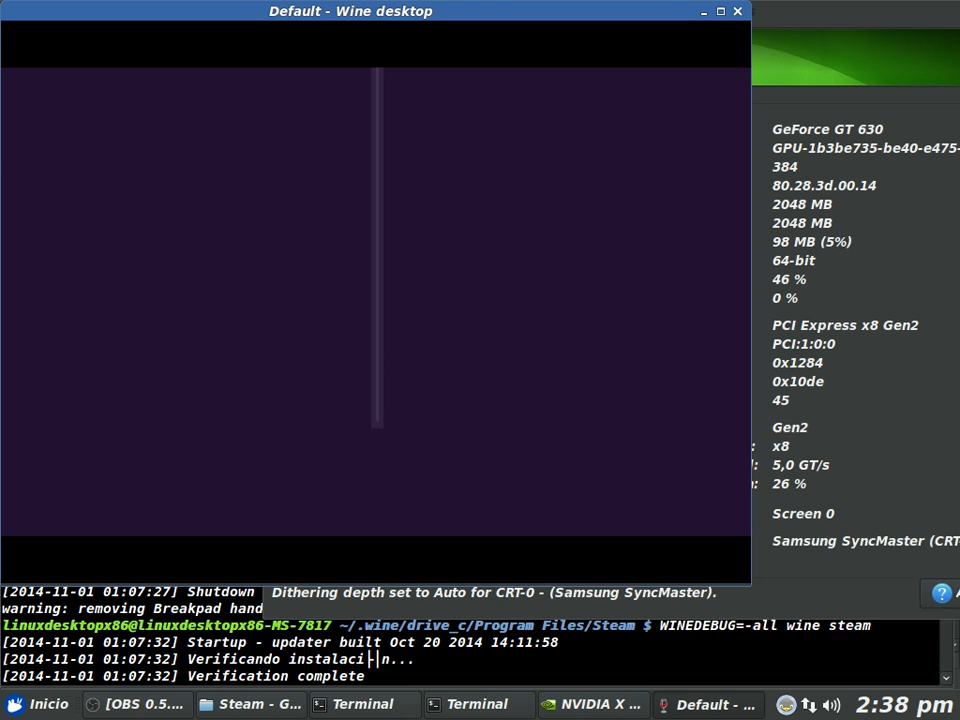 Default - Wine desktop
GeForce GT 630
GPU-1b3be735-be40-e475-
384
80.28.3d.00.14
2048 MB
2048 MB
98 MB (5%)
64-bit
46 %
0 %
PCI Express x8 Gen2
PCI:1:0:0
0x1284
0x10de
45
Gen2
: x8
: 5,0 GT/s
: 26 %
Screen 0
Samsung SyncMaster (CRT-
[2014-11-01 01:07:27] Shutdown
Dithering depth set to Auto for CRT-0 - (Samsung SyncMaster).
warning: removing Breakpad hand
linuxdesktopx86@linuxdesktopx86-MS-7817 ~/.wine/drive_c/Program Files/Steam $ WINEDEBUG=-all wine steam
[2014-11-01 01:07:32] Startup - updater built Oct 20 2014 14:11:58
[2014-11-01 01:07:32] Verificando instalaci├│n...
[2014-11-01 01:07:32] Verification complete
Inicio [OBS 0.5.... Steam - G... Terminal Terminal NVIDIA X ... Default - ... 2:38 pm